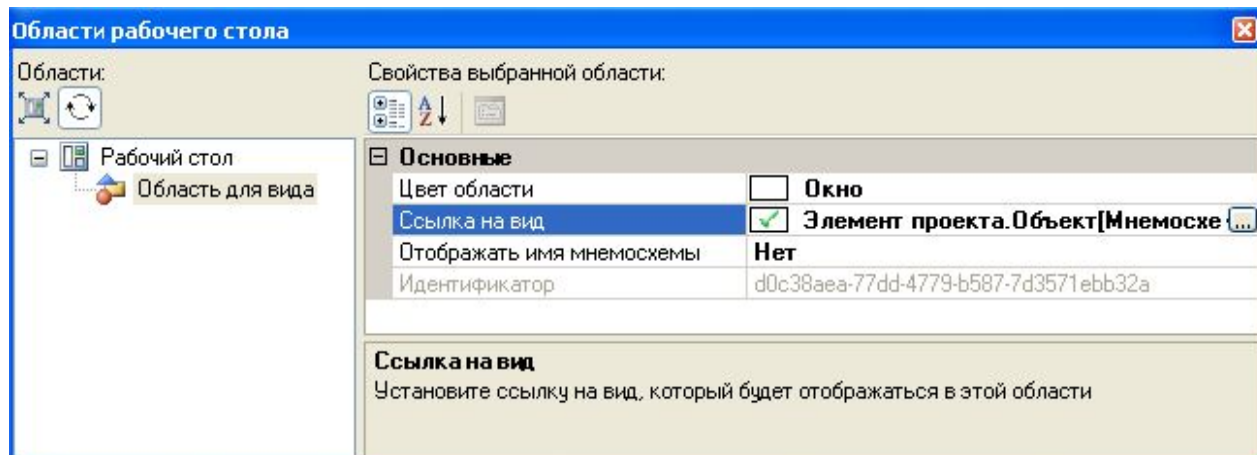 Области рабочего стола
Области:
Свойства выбранной области:
Рабочий стол
Область для вида
Основные
Цвет области Окно
Ссылка на вид Элемент проекта.Объект[Мнемосхе ...
Отображать имя мнемосхемы Нет
Идентификатор d0c38aea-77dd-4779-b587-7d3571ebb32a
Ссылка на вид
Установите ссылку на вид, который будет отображаться в этой области